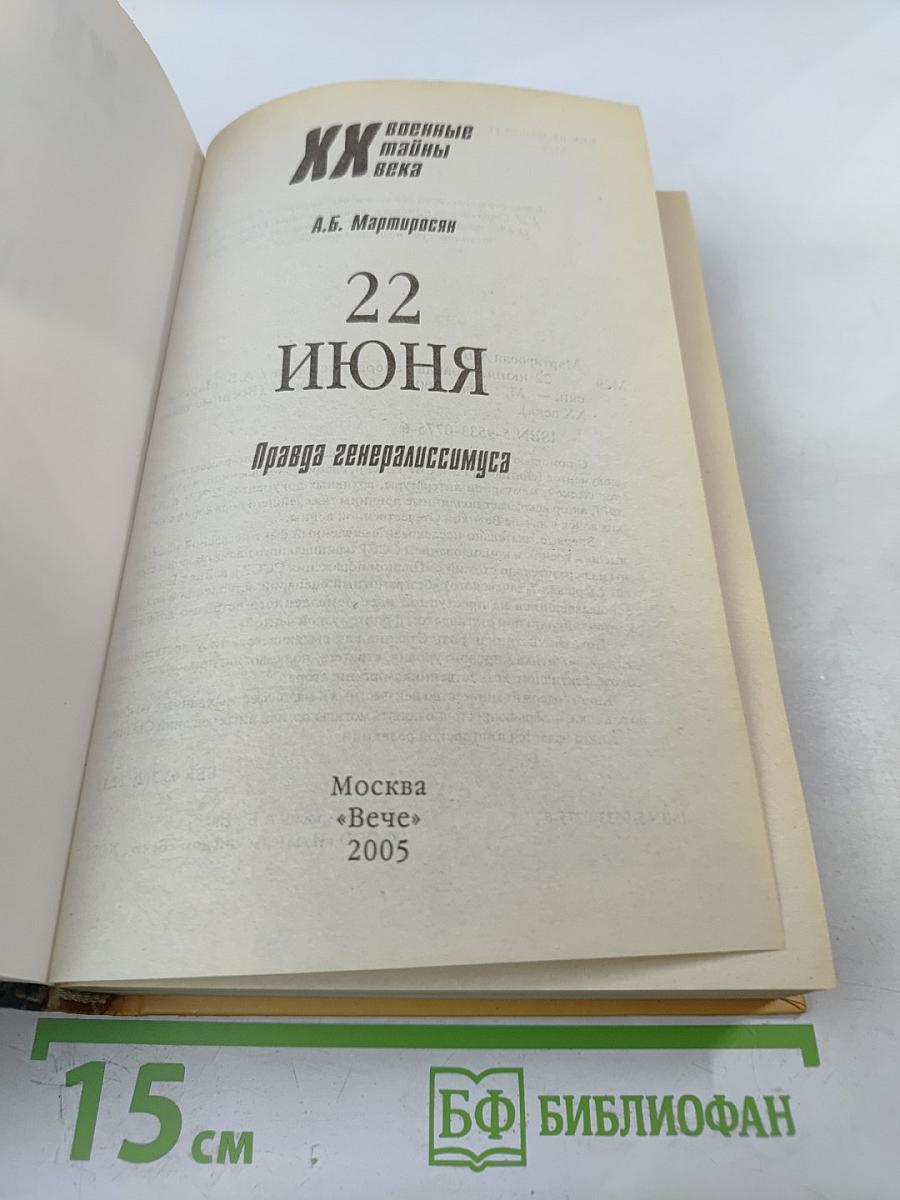 XX ВОЕННЫЕ
ТАЙНЫ
ВЕКА
А.Б. Мартиросян
22
ИЮНЯ
Правда генералиссимуса
Москва
«Вече»
2005
15 см
БФ БИБЛИОФАН